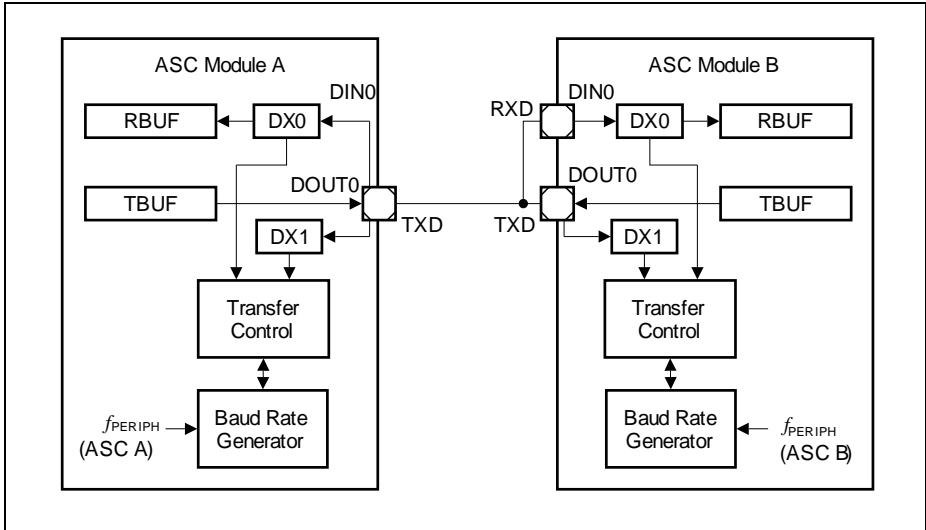 ASC Module A
DIN0
RBUF
DX0
DOUT0
TBUF
TXD
DX1
Transfer
Control
Baud Rate
Generator
fPERIPH
(ASC A)
ASC Module B
RXD
DIN0
DX0
RBUF
DOUT0
TXD
TBUF
DX1
Transfer
Control
Baud Rate
Generator
fPERIPH
(ASC B)